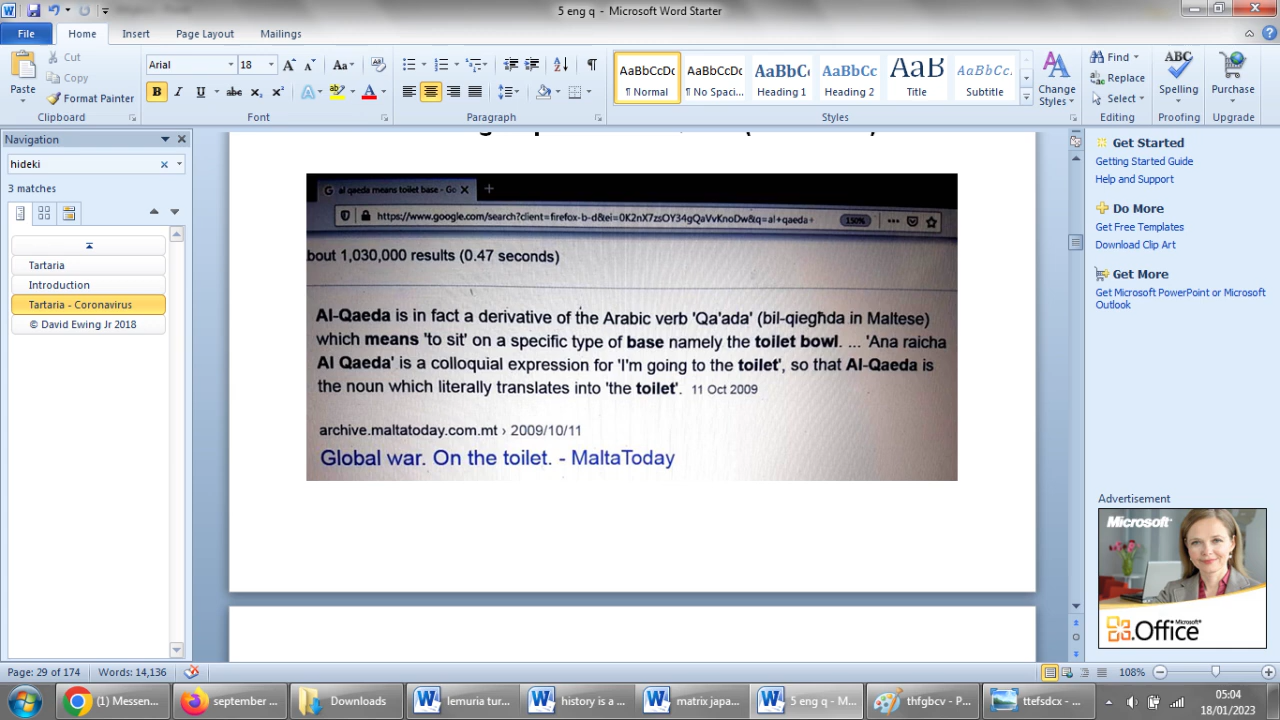 5 eng q - Microsoft Word Starter
File
Home
Insert
Page Layout
Mailings
Paste
Cut
Copy
Format Painter
Clipboard
Arial
18
Font
Paragraph
AaBbCcDc
¶ Normal
AaBbCcDc
¶ No Spaci...
AaBbCc
Heading 1
AaBbCc
Heading 2
AaB
Title
AaBbCcDc
Subtitle
Change
Styles
Styles
Find
Replace
Select
Editing
ABC
Spelling
Proofing
Purchase
Upgrade
Navigation
hideki
3 matches
Tartaria
Introduction
Tartaria - Coronavirus
© David Ewing Jr 2018
al qaeda means toilet base - Go
https://www.google.com/search?client=firefox-b-d&ei=0K2nX7zsOY34gQaVvKnoDw&q=al+qaeda+
150%
bout 1,030,000 results (0.47 seconds)
Al-Qaeda is in fact a derivative of the Arabic verb 'Qa'ada' (bil-qiegħda in Maltese)
which means 'to sit' on a specific type of base namely the toilet bowl. ... 'Ana raicha
Al Qaeda' is a colloquial expression for 'I'm going to the toilet', so that Al-Qaeda is
the noun which literally translates into 'the toilet'. 11 Oct 2009
archive.maltatoday.com.mt › 2009/10/11
Global war. On the toilet. - MaltaToday
Get Started
Getting Started Guide
Help and Support
Do More
Get Free Templates
Download Clip Art
Get More
Get Microsoft PowerPoint or Microsoft
Outlook
Advertisement
Microsoft
Microsoft®
Office
Page: 29 of 174
Words: 14,136
108%
(1) Messen...
september ...
Downloads
lemuria tur...
history is a ...
matrix japa...
5 eng q - M...
thfgbcv - P...
ttefsdcx - ...
05:04
18/01/2023